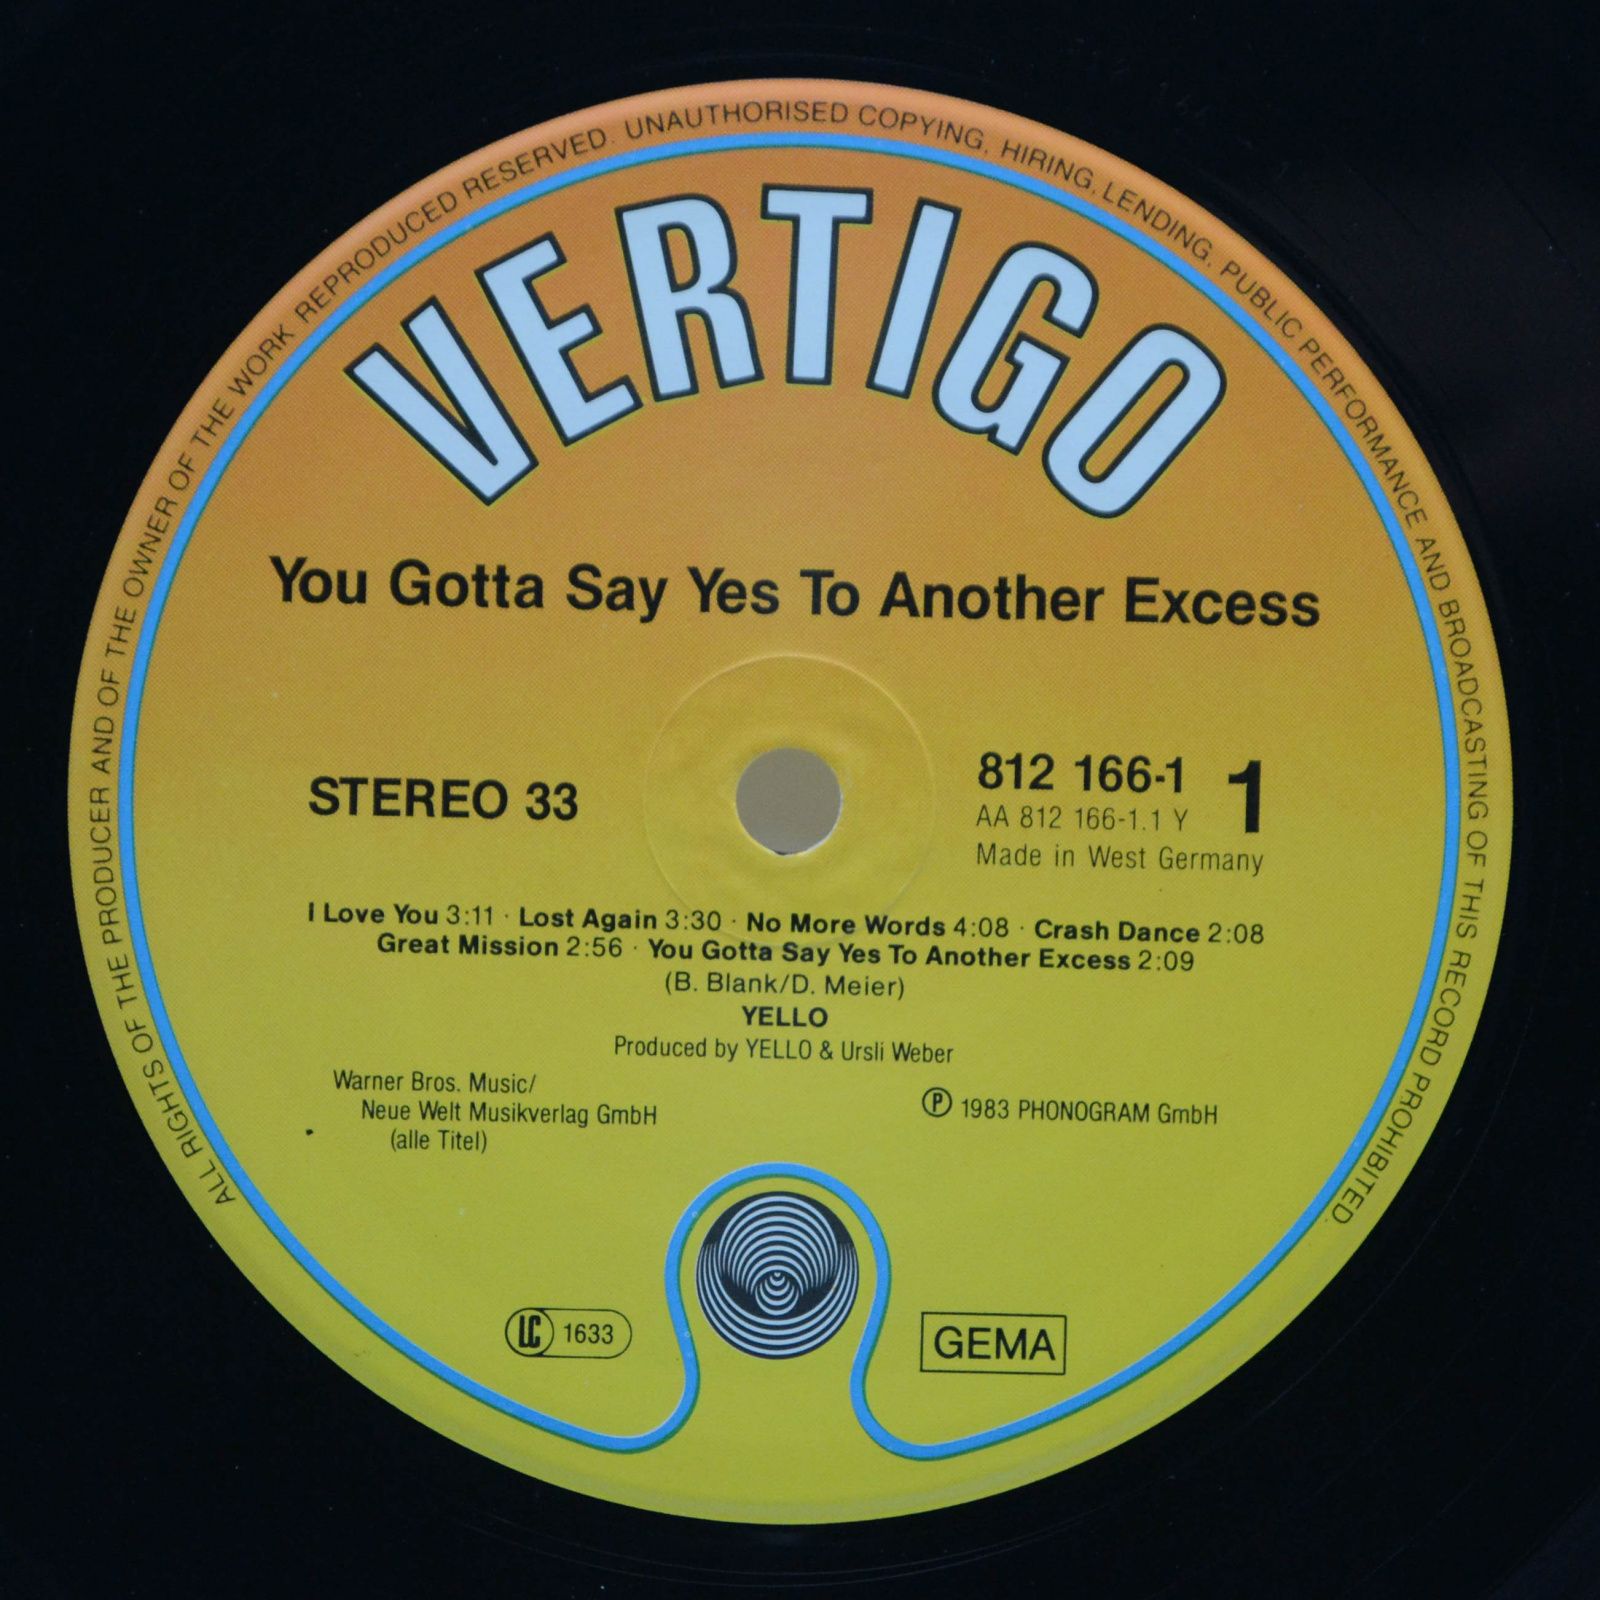 ALL RIGHTS OF THE PRODUCER AND OF THE OWNER OF THE WORK REPRODUCED RESERVED. UNAUTHORISED COPYING, HIRING, LENDING, PUBLIC PERFORMANCE AND BROADCASTING OF THIS RECORD PROHIBITED.
VERTIGO
You Gotta Say Yes To Another Excess
STEREO 33
812 166-1 1
AA 812 166-1.1 Y
Made in West Germany
I Love You 3:11 · Lost Again 3:30 · No More Words 4:08 · Crash Dance 2:08
Great Mission 2:56 · You Gotta Say Yes To Another Excess 2:09
(B. Blank/D. Meier)
YELLO
Produced by YELLO & Ursli Weber
Warner Bros. Music/
Neue Welt Musikverlag GmbH
(alle Titel)
℗ 1983 PHONOGRAM GmbH
LC 1633
GEMA